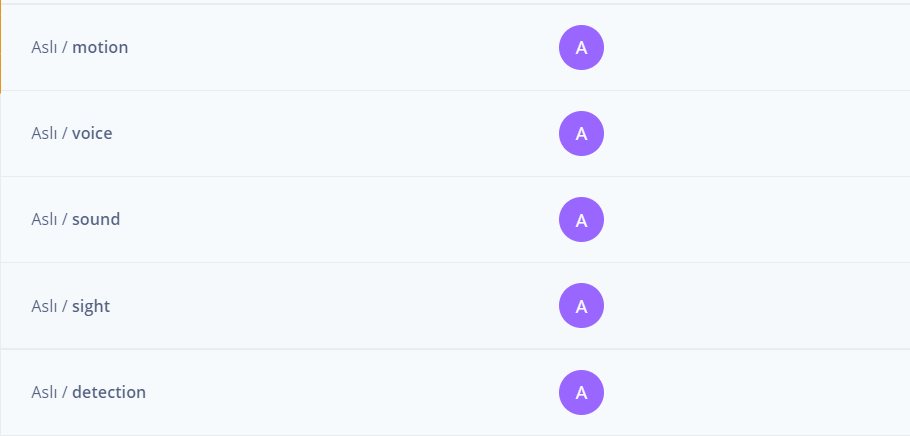 Aslı / motion A
Aslı / voice A
Aslı / sound A
Aslı / sight A
Aslı / detection A